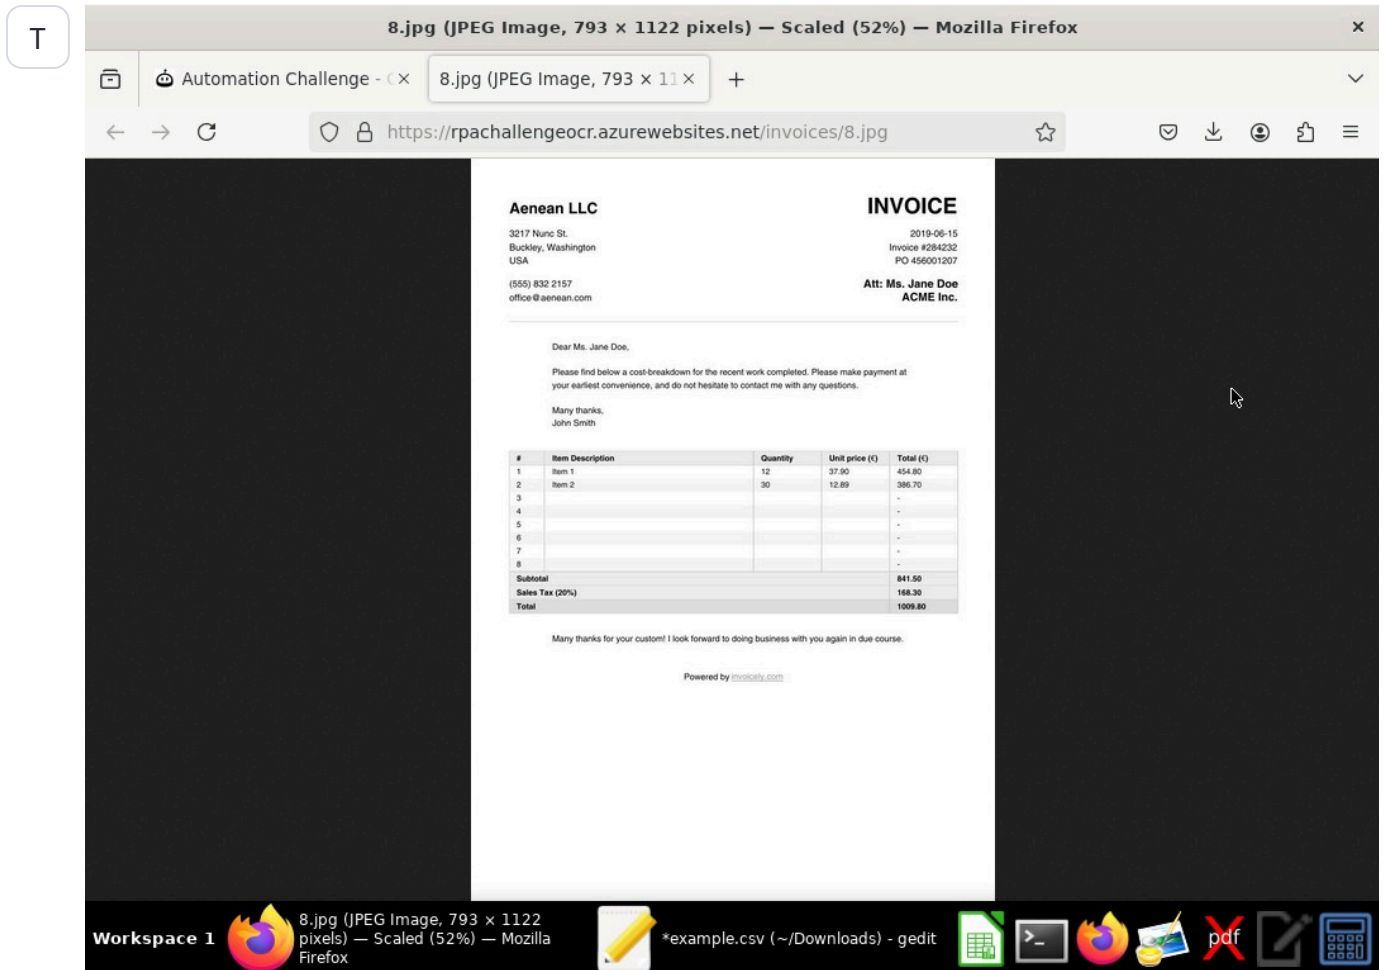 T
8.jpg (JPEG Image, 793 × 1122 pixels) — Scaled (52%) — Mozilla Firefox
Automation Challenge -
8.jpg (JPEG Image, 793 × 11
https://rpachallengeocr.azurewebsites.net/invoices/8.jpg
Aenean LLC
INVOICE
3217 Nunc St.
2019-06-15
Buckley, Washington
Invoice #284232
USA
PO 456001207
(555) 832 2157
Att: Ms. Jane Doe
office@aenean.com
ACME Inc.
Dear Ms. Jane Doe,
Please find below a cost-breakdown for the recent work completed. Please make payment at
your earliest convenience, and do not hesitate to contact me with any questions.
Many thanks,
John Smith
# Item Description Quantity Unit price (€) Total (€)
1 Item 1 12 37.90 454.80
2 Item 2 30 12.89 386.70
3 -
4 -
5 -
6 -
7 -
8 -
Subtotal 841.50
Sales Tax (20%) 168.30
Total 1009.80
Many thanks for your custom! I look forward to doing business with you again in due course.
Powered by invoicely.com
Workspace 1
8.jpg (JPEG Image, 793 × 1122
pixels) — Scaled (52%) — Mozilla
Firefox
*example.csv (~/Downloads) - gedit
pdf